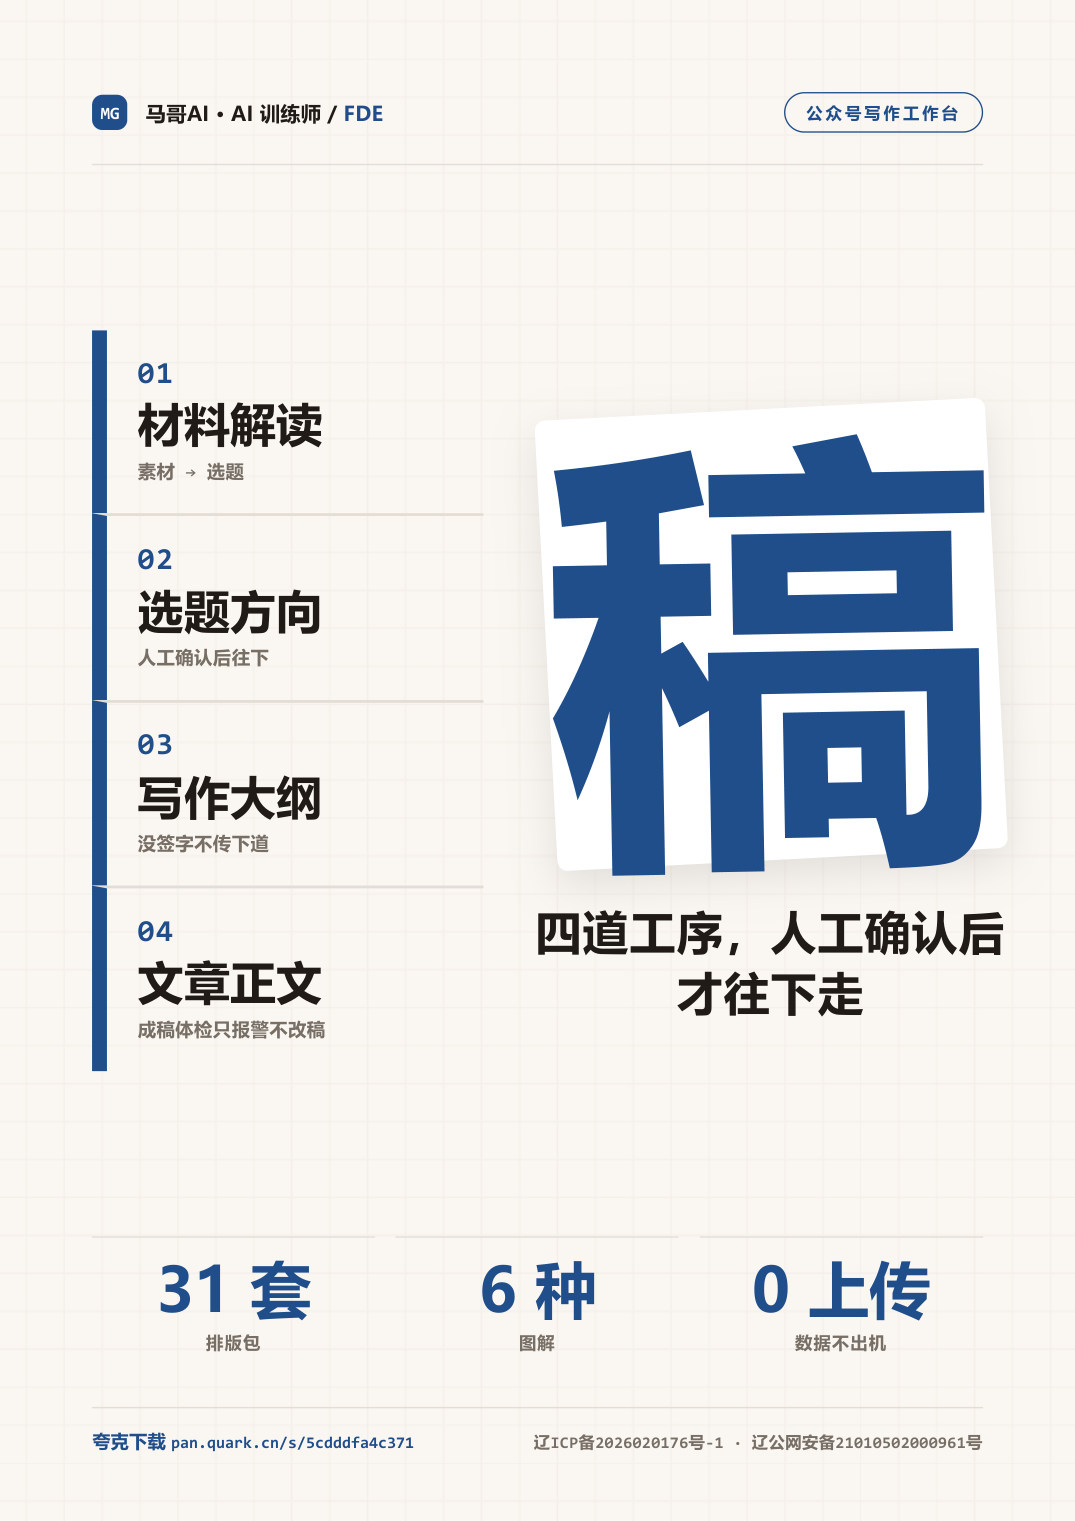 MG
马哥AI · AI 训练师 / FDE
公众号写作工作台
01
材料解读
素材 → 选题
02
选题方向
人工确认后往下
03
写作大纲
没签字不传下道
04
文章正文
成稿体检只报警不改稿
稿
四道工序，人工确认后
才往下走
31 套
排版包
6 种
图解
0 上传
数据不出机
夸克下载 pan.quark.cn/s/5cdddfa4c371
辽ICP备2026020176号-1 · 辽公网安备21010502000961号